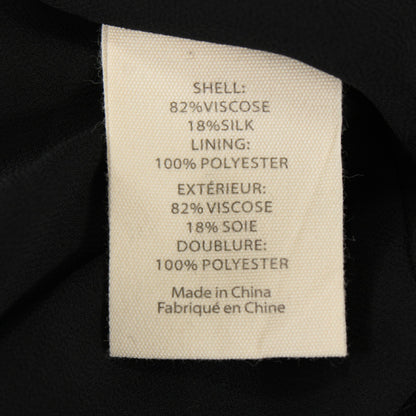 SHELL:
82%VISCOSE
18%SILK
LINING:
100% POLYESTER
EXTÉRIEUR:
82% VISCOSE
18% SOIE
DOUBLURE:
100% POLYESTER
Made in China
Fabriqué en Chine